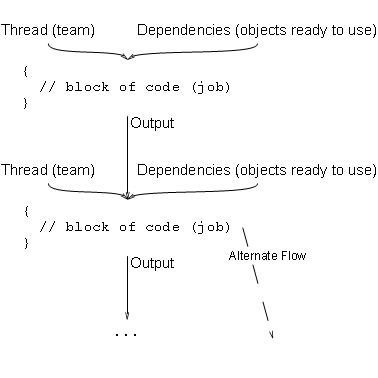 Thread (team) Dependencies (objects ready to use)
{
// block of code (job)
}
Output
Thread (team) Dependencies (objects ready to use)
{
// block of code (job)
}
Alternate Flow
Output
...